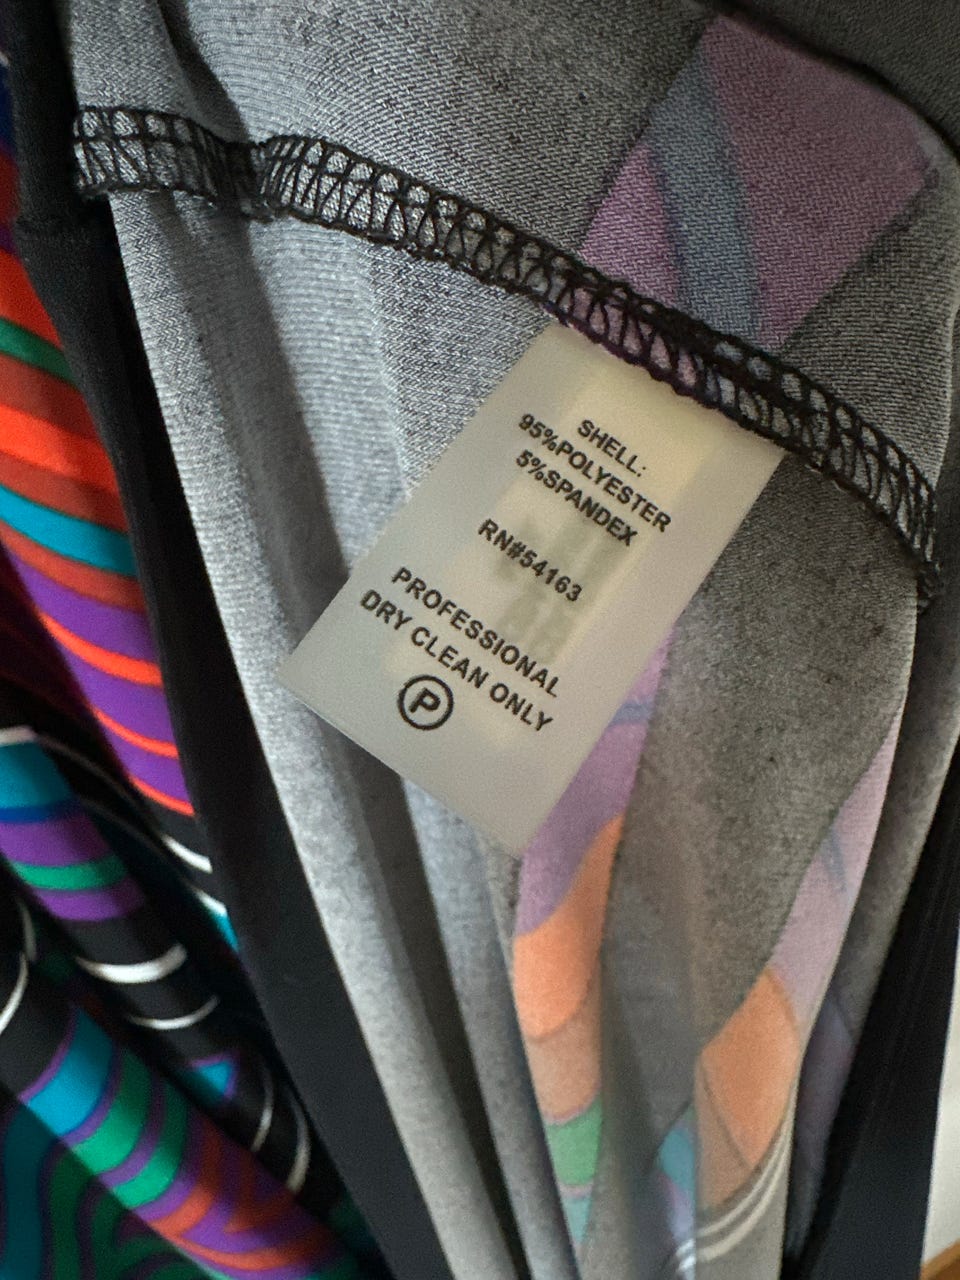 SHELL:
95%POLYESTER
5%SPANDEX
RN#54163
PROFESSIONAL
DRY CLEAN ONLY
P